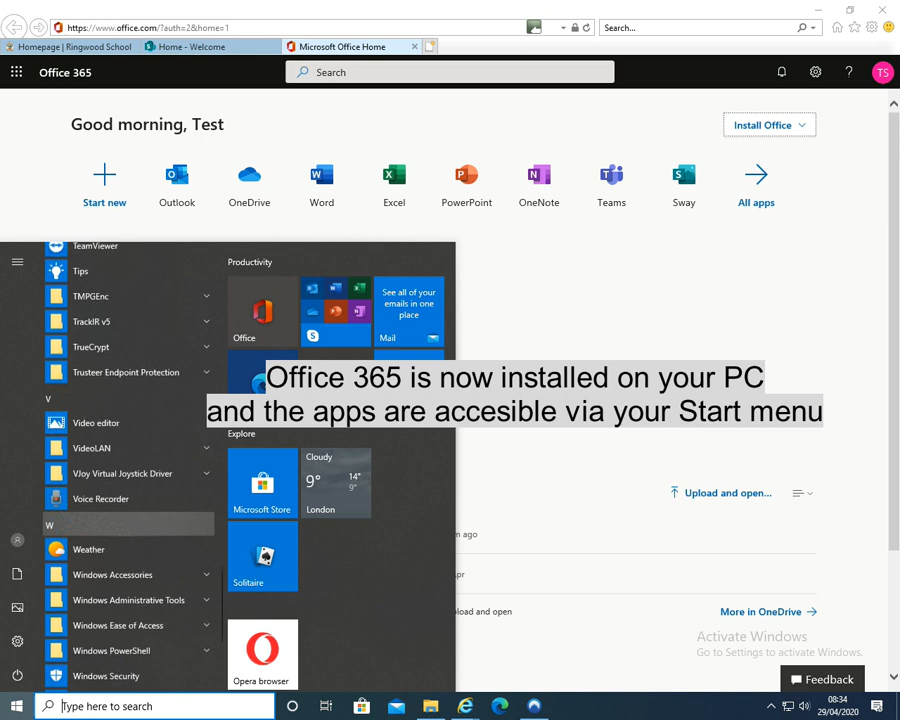 https://www.office.com/?auth=2&home=1
Search...
Homepage | Ringwood School
Home - Welcome
Microsoft Office Home
Office 365
Search
TS
Good morning, Test
Install Office
Start new
Outlook
OneDrive
Word
Excel
PowerPoint
OneNote
Teams
Sway
All apps
TeamViewer
Tips
TMPGEnc
TrackIR v5
TrueCrypt
Trusteer Endpoint Protection
V
Video editor
VideoLAN
VJoy Virtual Joystick Driver
Voice Recorder
W
Weather
Windows Accessories
Windows Administrative Tools
Windows Ease of Access
Windows PowerShell
Windows Security
Productivity
Office
See all of your
emails in one
place
Mail
Office 365 is now installed on your PC
and the apps are accesible via your Start menu
Explore
Microsoft Store
Cloudy
9° 14°
9°
London
Solitaire
Opera browser
Upload and open...
m ago
pr
load and open
More in OneDrive
Activate Windows
Go to Settings to activate Windows.
Feedback
Type here to search
08:34
29/04/2020